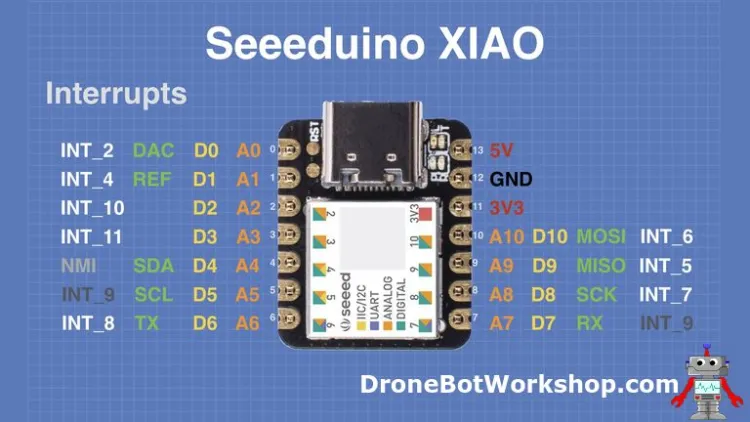 Seeeduino XIAO
Interrupts
RST
INT_2 DAC D0 A0 0 13 5V
INT_4 REF D1 A1 1 12 GND
INT_10 D2 A2 2 2 3V3 11 3V3
INT_11 D3 A3 3 3 10 10 A10 D10 MOSI INT_6
NMI SDA D4 A4 4 4 9 9 A9 D9 MISO INT_5
INT_9 SCL D5 A5 5 5 8 8 A8 D8 SCK INT_7
INT_8 TX D6 A6 6 6 7 7 A7 D7 RX INT_9
seeed
IIC/I2C
UART
ANALOG
DIGITAL
DroneBotWorkshop.com